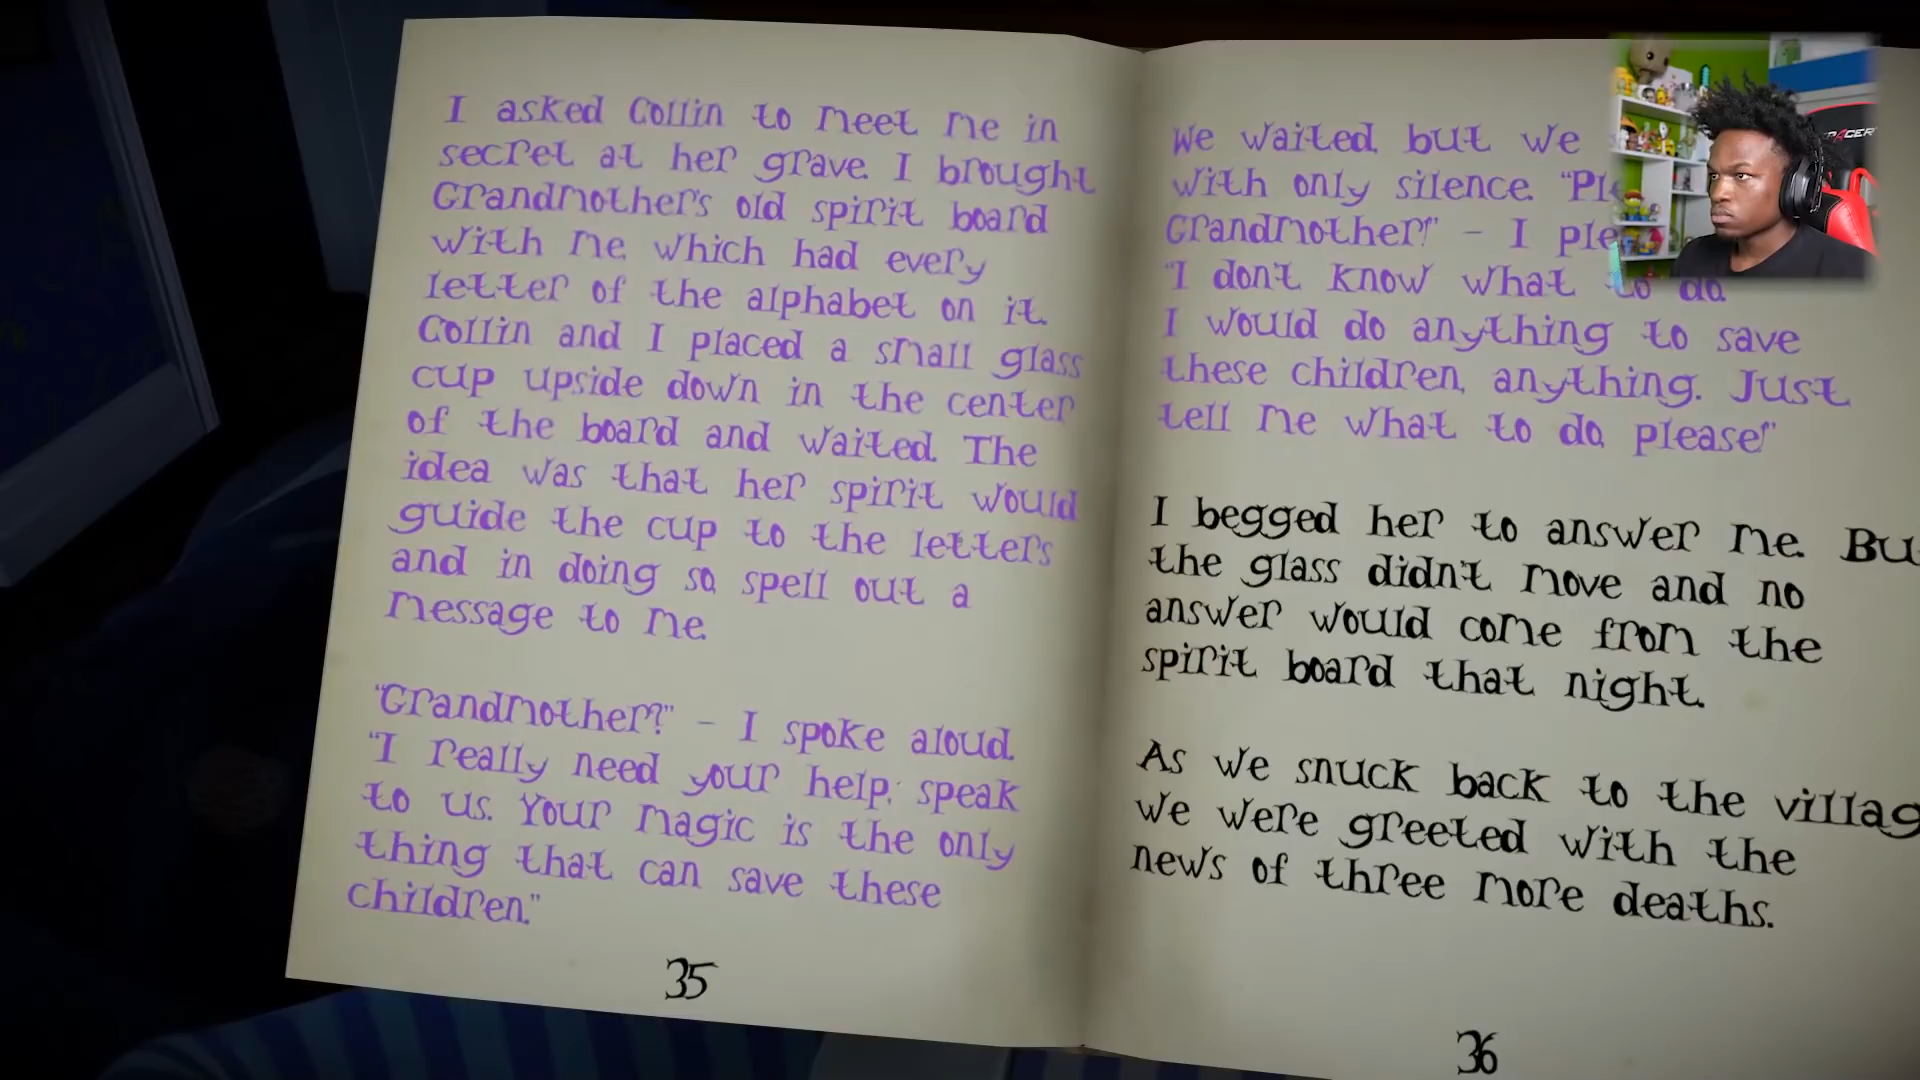 I asked Collin to meet me in
secret at her grave. I brought
Grandmother's old spirit board
with me, which had every
letter of the alphabet on it.
Collin and I placed a small glass
cup upside down in the center
of the board and waited. The
idea was that her spirit would
guide the cup to the letters
and in doing so, spell out a
message to me.
"Grandmother?" - I spoke aloud.
"I really need your help; speak
to us. Your magic is the only
thing that can save these
children."
35
We waited, but we
with only silence.
Grandmother!" - I
"I don't know what to do.
I would do anything to save
these children, anything. Just
tell me what to do, please!"
I begged her to answer me.
the glass didn't move and no
answer would come from the
spirit board that night.
As we snuck back to the
we were greeted with the
news of three more deaths.
36